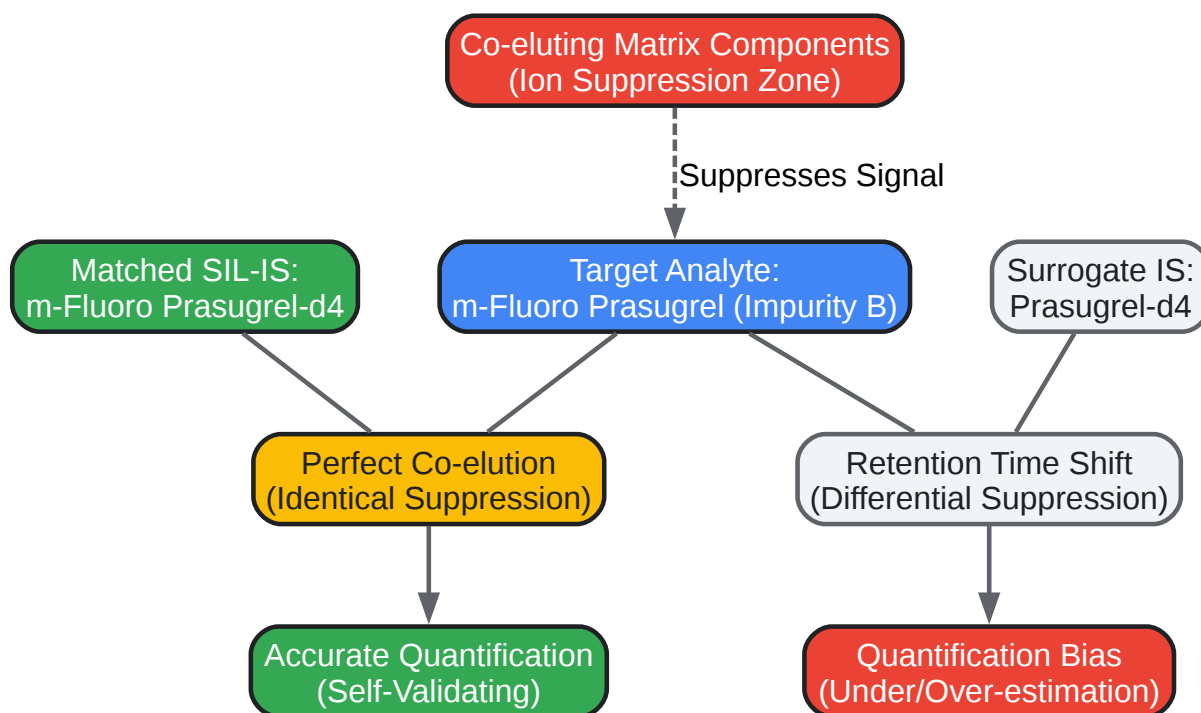 Co-eluting Matrix Components
(Ion Suppression Zone)
Suppresses Signal
Matched SIL-IS:
m-Fluoro Prasugrel-d4
Target Analyte:
m-Fluoro Prasugrel (Impurity B)
Surrogate IS:
Prasugrel-d4
Perfect Co-elution
(Identical Suppression)
Retention Time Shift
(Differential Suppression)
Accurate Quantification
(Self-Validating)
Quantification Bias
(Under/Over-estimation)